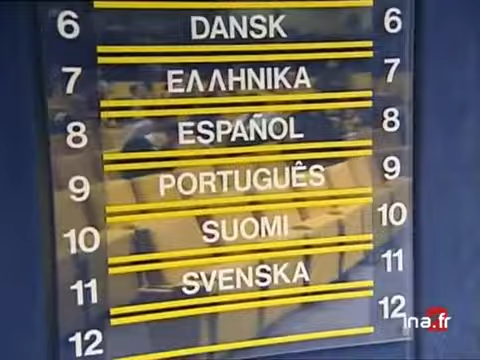 6 DANSK 6
7 ΕΛΛΗΝΙΚΑ 7
8 ESPAÑOL 8
9 PORTUGUÊS 9
10 SUOMI 10
11 SVENSKA 11
12 12
ina.fr